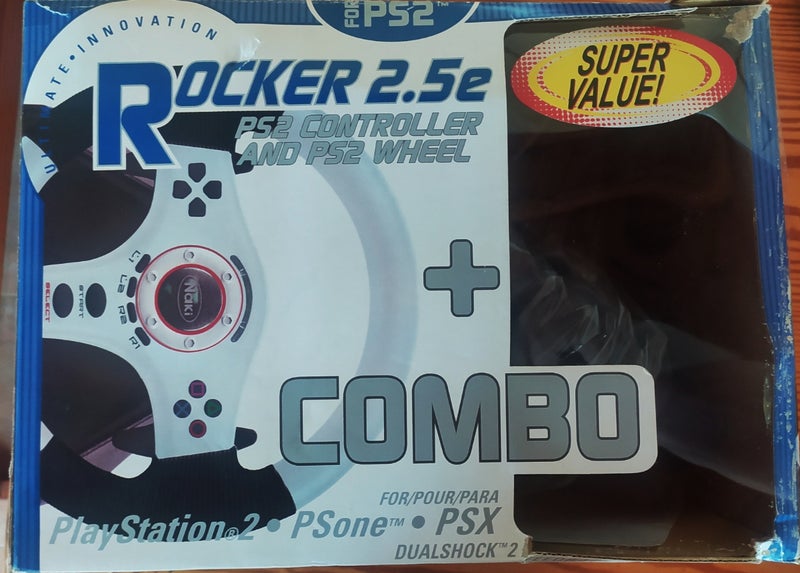 FOR PS2™
ULTIMATE • INNOVATION
SUPER
VALUE!
ROCKER 2.5e
PS2 CONTROLLER
AND PS2 WHEEL
L1
L2
R2
R1
SELECT
START
Naki
+
COMBO
FOR/POUR/PARA
PlayStation®2 • PSone™ • PSX
DUALSHOCK™2